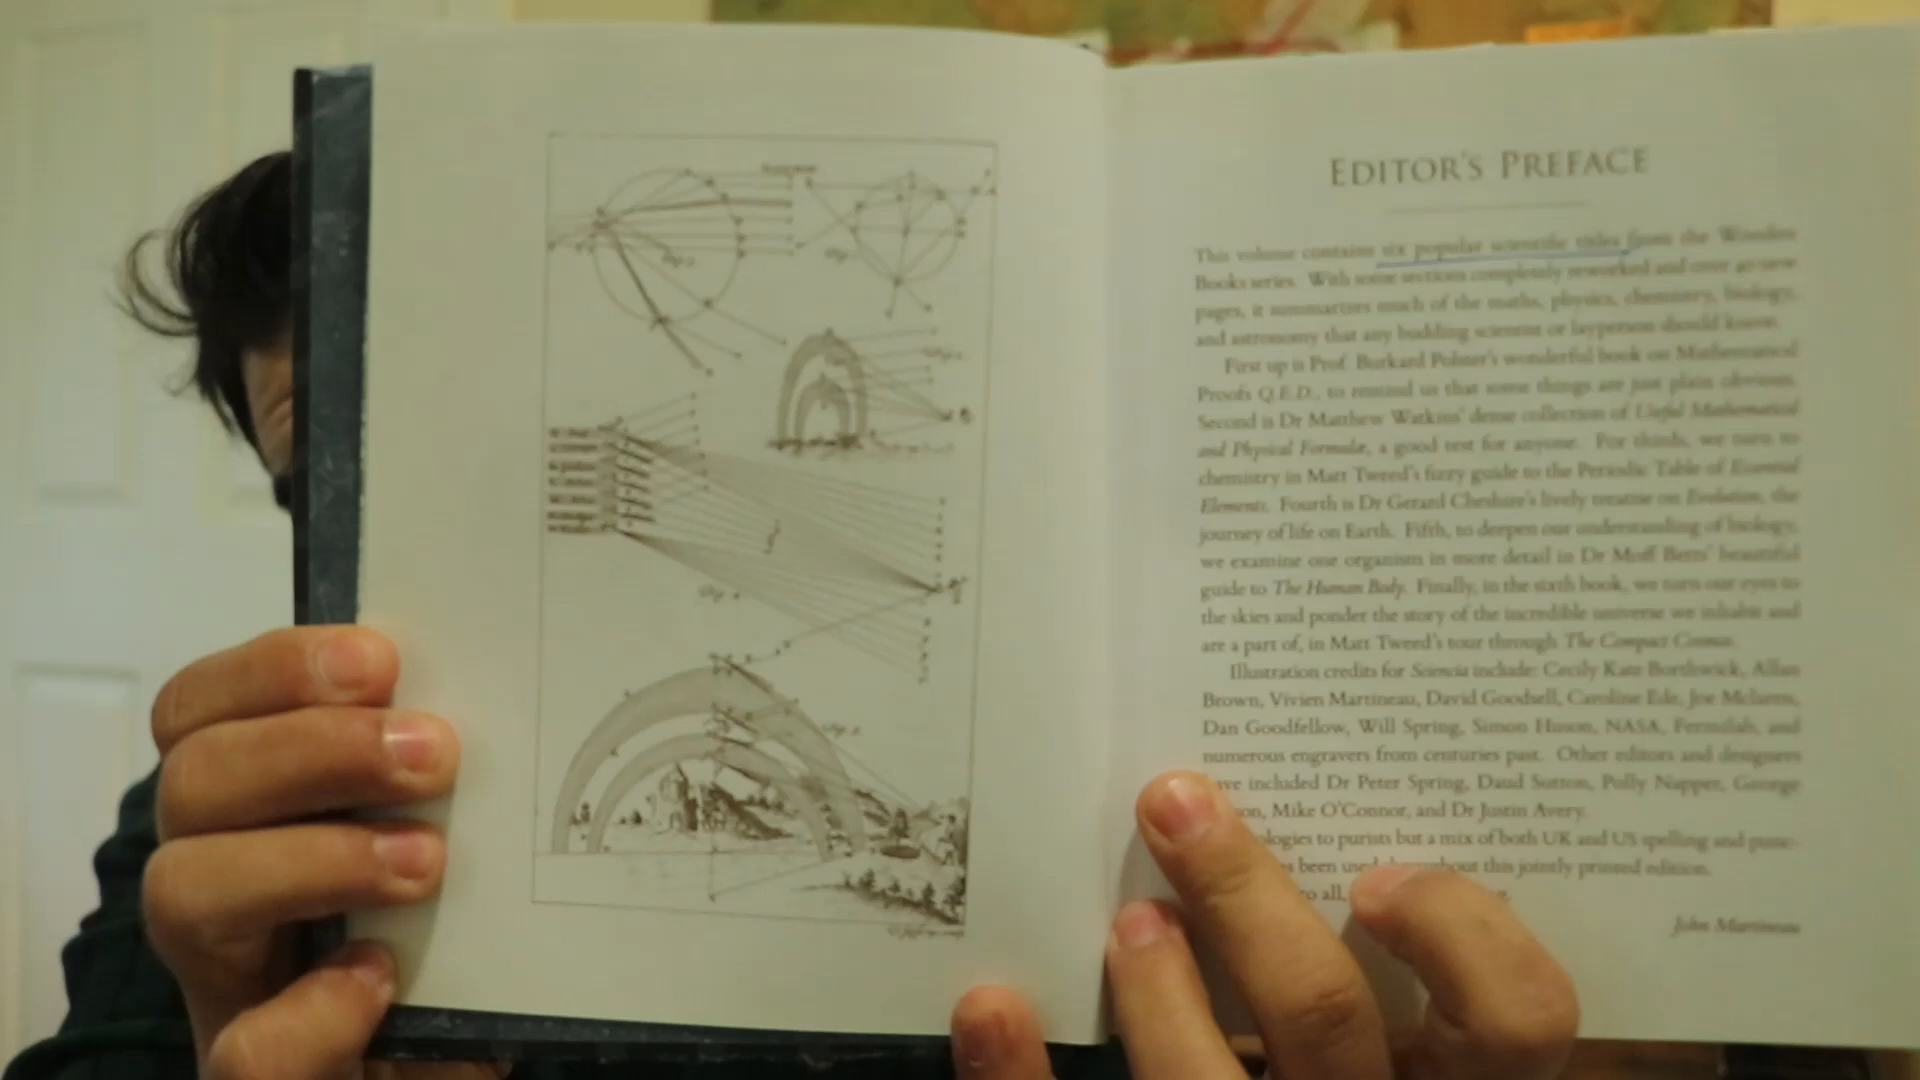 EDITOR'S PREFACE
This volume contains six popular scientific titles from the Wooden
Books series. With some sections completely reworked and over 40 new
pages, it summarizes much of the maths, physics, chemistry, biology,
and astronomy that any budding scientist or layperson should know.
First up is Prof. Burkard Polster's wonderful book on Mathematical
Proofs Q.E.D., to remind us that some things are just plain obvious.
Second is Dr Matthew Watkins' dense collection of Useful Mathematical
and Physical Formulæ, a good test for anyone. For thirds, we turn to
chemistry in Matt Tweed's fizzy guide to the Periodic Table of Essential
Elements. Fourth is Dr Gerard Cheshire's lively treatise on Evolution, the
journey of life on Earth. Fifth, to deepen our understanding of biology,
we examine one organism in more detail in Dr Moff Betts' beautiful
guide to The Human Body. Finally, in the sixth book, we turn our eyes to
the skies and ponder the story of the incredible universe we inhabit and
are a part of, in Matt Tweed's tour through The Compact Cosmos.
Illustration credits for Sciencia include: Cecily Kate Borthwick, Allan
Brown, Vivien Martineau, David Goodsell, Caroline Ede, Joe Mclaren,
Dan Goodfellow, Will Spring, Simon Huson, NASA, Fermilab, and
numerous engravers from centuries past. Other editors and designers
have included Dr Peter Spring, Daud Sutton, Polly Napper, George
on, Mike O'Connor, and Dr Justin Avery.
ologies to purists but a mix of both UK and US spelling and punc-
s been used throughout this jointly printed edition.
to all,
John Martineau